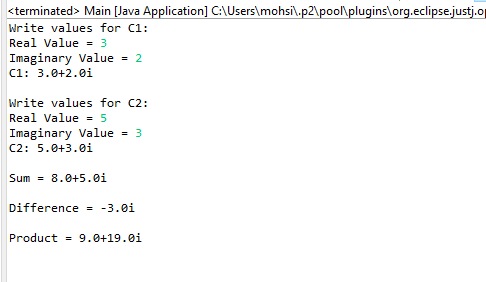 <terminated> Main [Java Application] C:\Users\mohsi\.p2\pool\plugins\org.eclipse.justj.op
Write values for C1:
Real Value = 3
Imaginary Value = 2
C1: 3.0+2.0i
Write values for C2:
Real Value = 5
Imaginary Value = 3
C2: 5.0+3.0i
Sum = 8.0+5.0i
Difference = -3.0i
Product = 9.0+19.0i